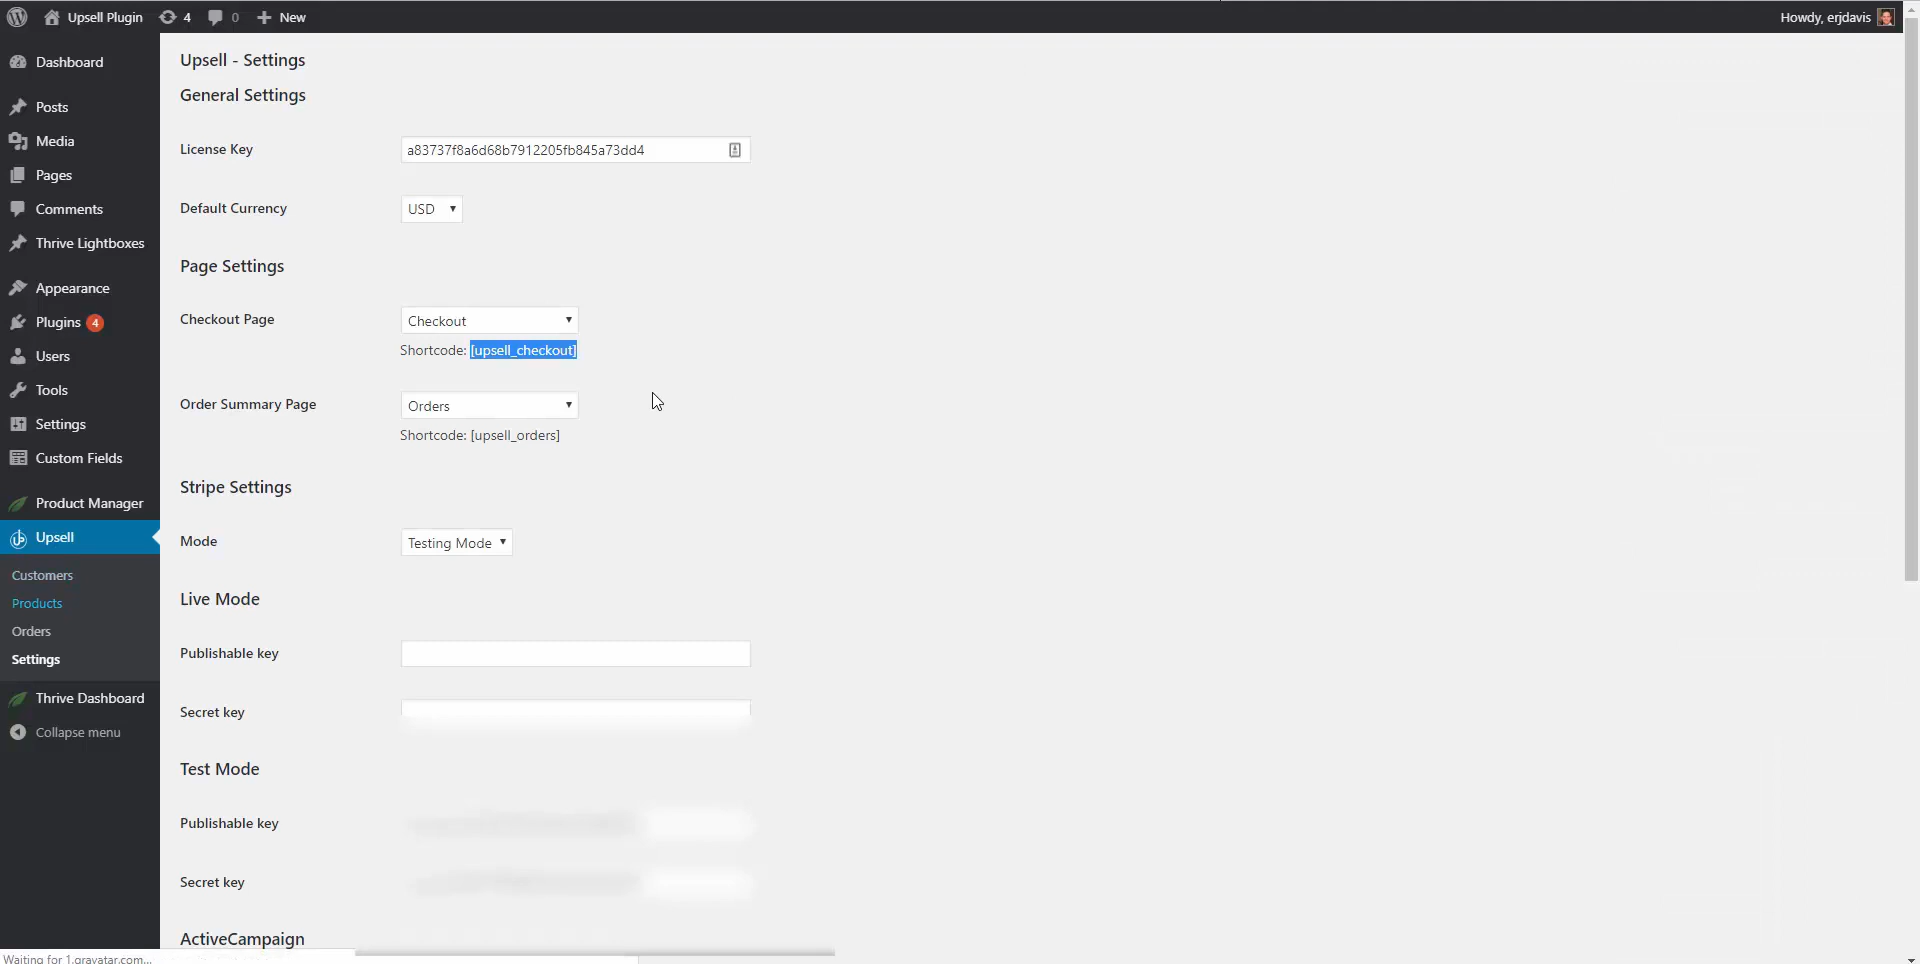 Upsell Plugin 4 0 New Howdy, erjdavis
Dashboard
Posts
Media
Pages
Comments
Thrive Lightboxes
Appearance
Plugins 4
Users
Tools
Settings
Custom Fields
Product Manager
Upsell
Customers
Products
Orders
Settings
Thrive Dashboard
Collapse menu
Upsell - Settings
General Settings
License Key a83737f8a6d68b7912205fb845a73dd4
Default Currency USD
Page Settings
Checkout Page Checkout
Shortcode: [upsell_checkout]
Order Summary Page Orders
Shortcode: [upsell_orders]
Stripe Settings
Mode Testing Mode
Live Mode
Publishable key
Secret key
Test Mode
Publishable key
Secret key
ActiveCampaign
Waiting for 1.gravatar.com...